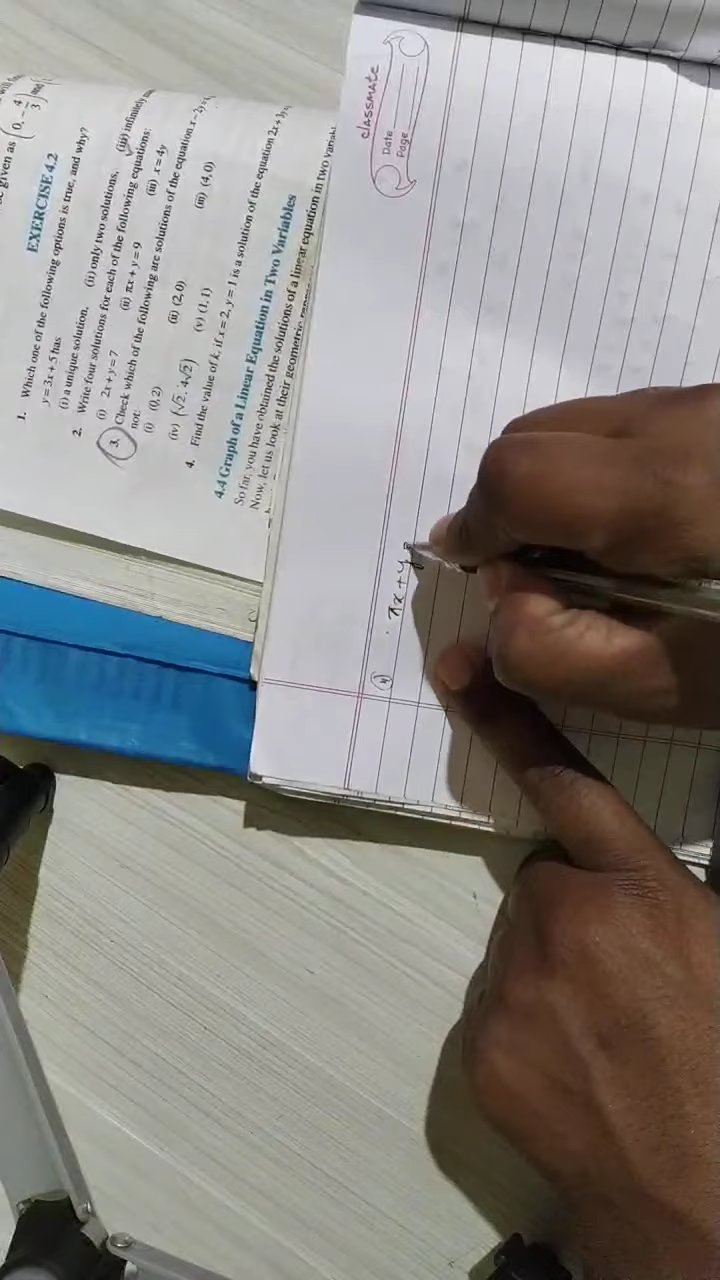 given as (0, -4/3) and
EXERCISE 4.2
1. Which one of the following options is true, and why?
y = 3x + 5 has
(i) a unique solution, (ii) only two solutions, (iii) infinitely
2. Write four solutions for each of the following equations:
(i) 2x + y = 7 (ii) πx + y = 9 (iii) x = 4y
3. Check which of the following are solutions of the equation x – 2y =
not:
(i) (0, 2) (ii) (2, 0) (iii) (4, 0)
(iv) (√2, 4√2) (v) (1, 1)
4. Find the value of k, if x = 2, y = 1 is a solution of the equation 2x + 3y
4.4 Graph of a Linear Equation in Two Variables
So far, you have obtained the solutions of a linear equation in two
Now, let us look at their geometric
classmate
Date
Page
(ii) πx + y